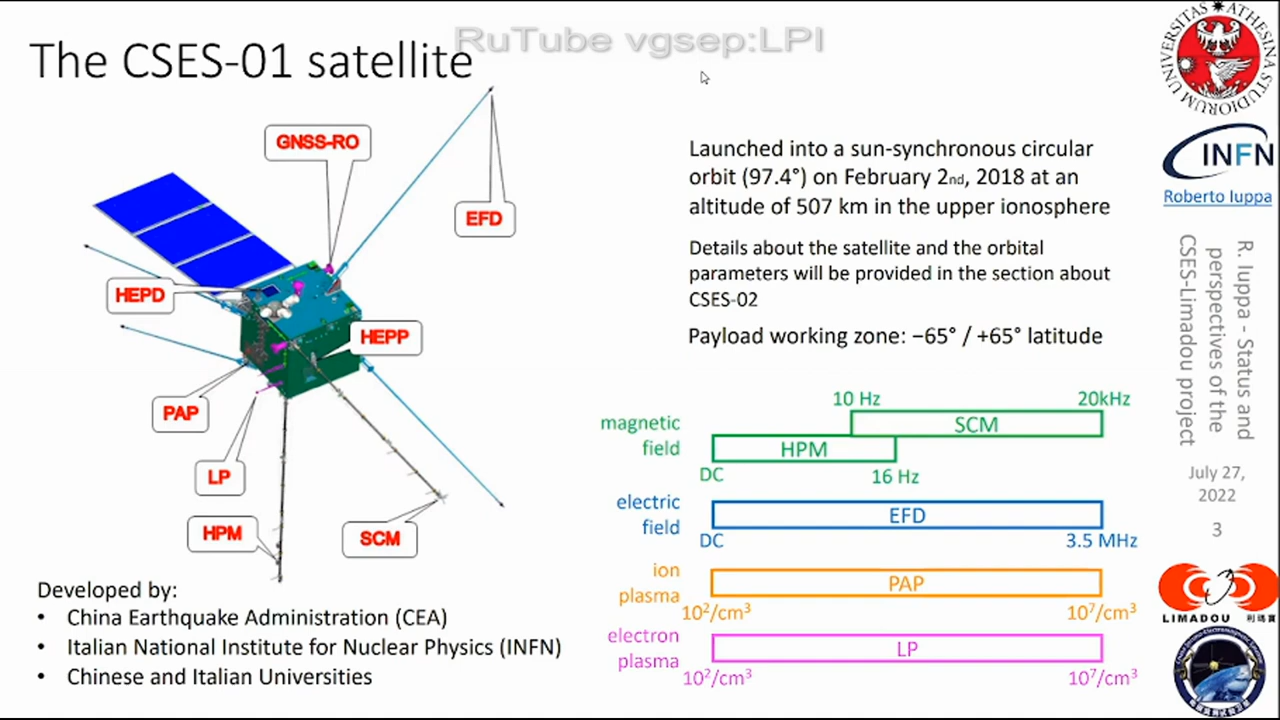 RuTube vgsep:LPI
The CSES-01 satellite
GNSS-RO
EFD
HEPD
HEPP
PAP
LP
HPM
SCM
Developed by:
• China Earthquake Administration (CEA)
• Italian National Institute for Nuclear Physics (INFN)
• Chinese and Italian Universities
Launched into a sun-synchronous circular
orbit (97.4°) on February 2nd, 2018 at an
altitude of 507 km in the upper ionosphere
Details about the satellite and the orbital
parameters will be provided in the section about
CSES-02
Payload working zone: −65° / +65° latitude
10 Hz 20kHz
magnetic
field
SCM
HPM
DC 16 Hz
electric
field
EFD
DC 3.5 MHz
ion
plasma
PAP
10²/cm³ 10⁷/cm³
electron
plasma
LP
10²/cm³ 10⁷/cm³
UNIVERSITAS ATHESINA STUDIORUM
INFN
Roberto Iuppa
R. Iuppa - Status and
perspectives of the
CSES-Limadou project
July 27,
2022
3
LIMADOU 利瑪竇